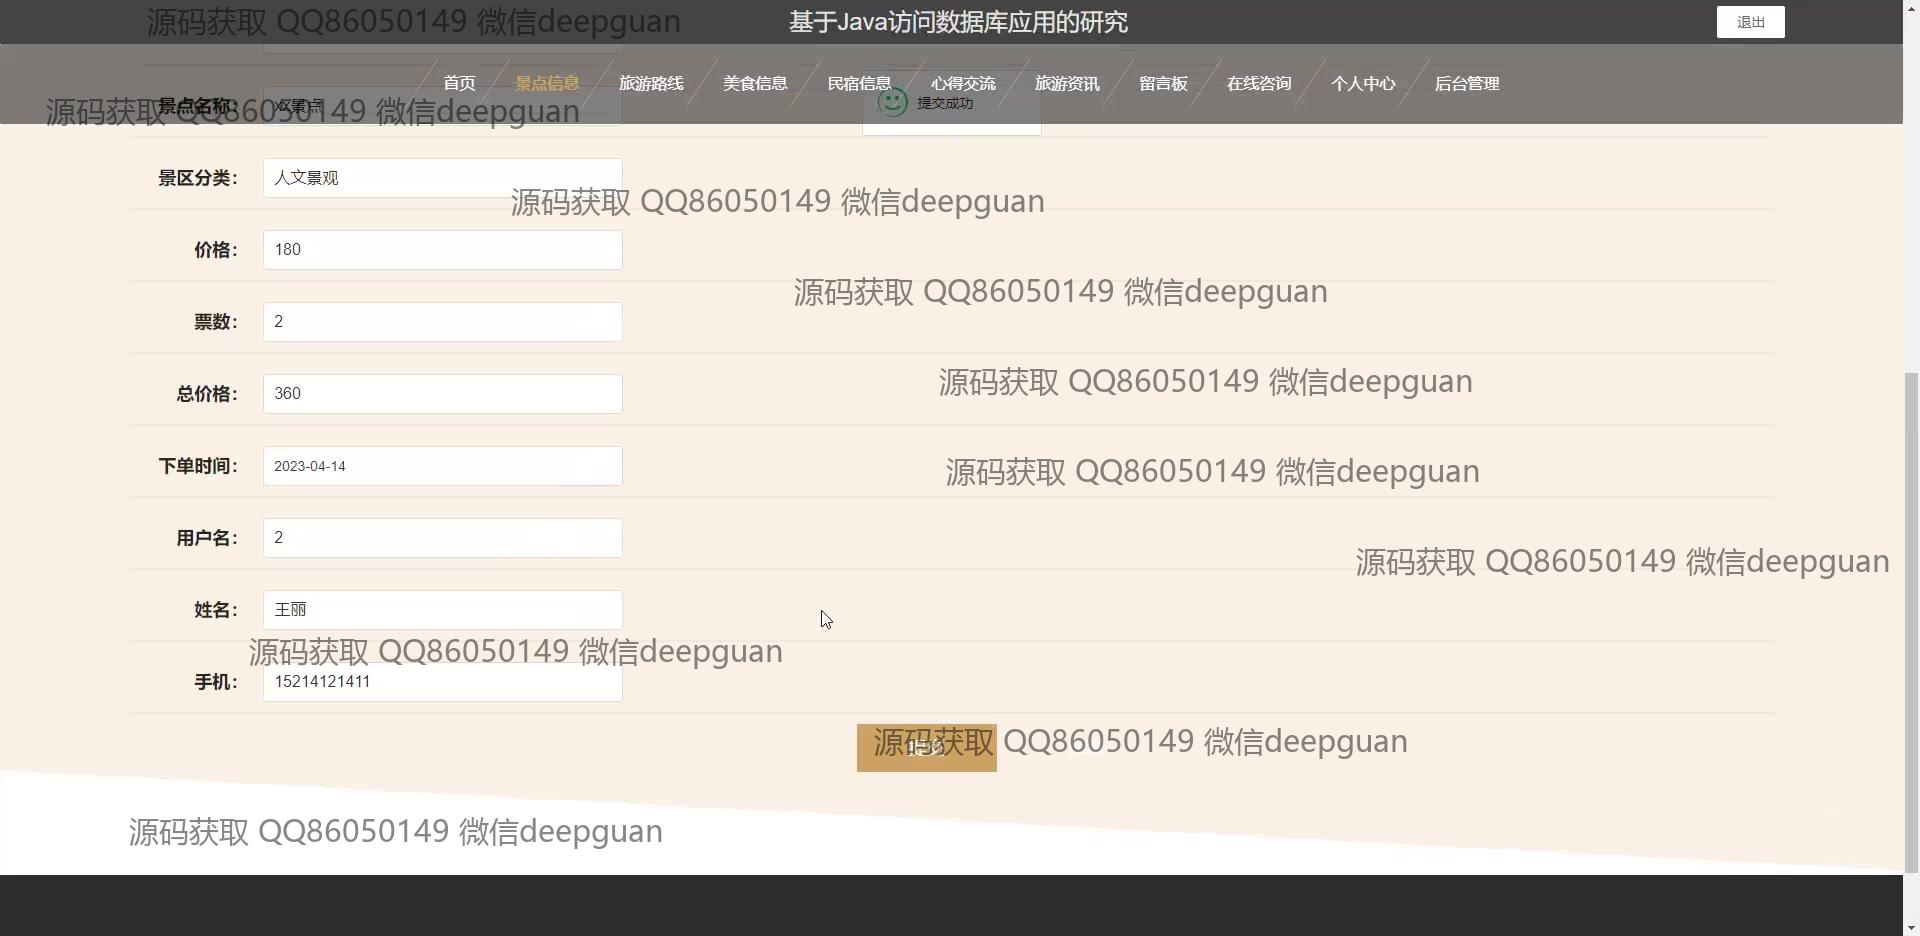 源码获取 QQ86050149 微信deepguan
基于Java访问数据库应用的研究
退出
首页
景点信息
旅游路线
美食信息
民宿信息
心得交流
旅游资讯
留言板
在线咨询
个人中心
后台管理
景点名称：
xx景点
源码获取 QQ86050149 微信deepguan
提交成功
景区分类：
人文景观
源码获取 QQ86050149 微信deepguan
价格：
180
源码获取 QQ86050149 微信deepguan
票数：
2
源码获取 QQ86050149 微信deepguan
总价格：
360
下单时间：
2023-04-14
源码获取 QQ86050149 微信deepguan
用户名：
2
源码获取 QQ86050149 微信deepguan
姓名：
王丽
源码获取 QQ86050149 微信deepguan
手机：
15214121411
提交
源码获取 QQ86050149 微信deepguan
源码获取 QQ86050149 微信deepguan